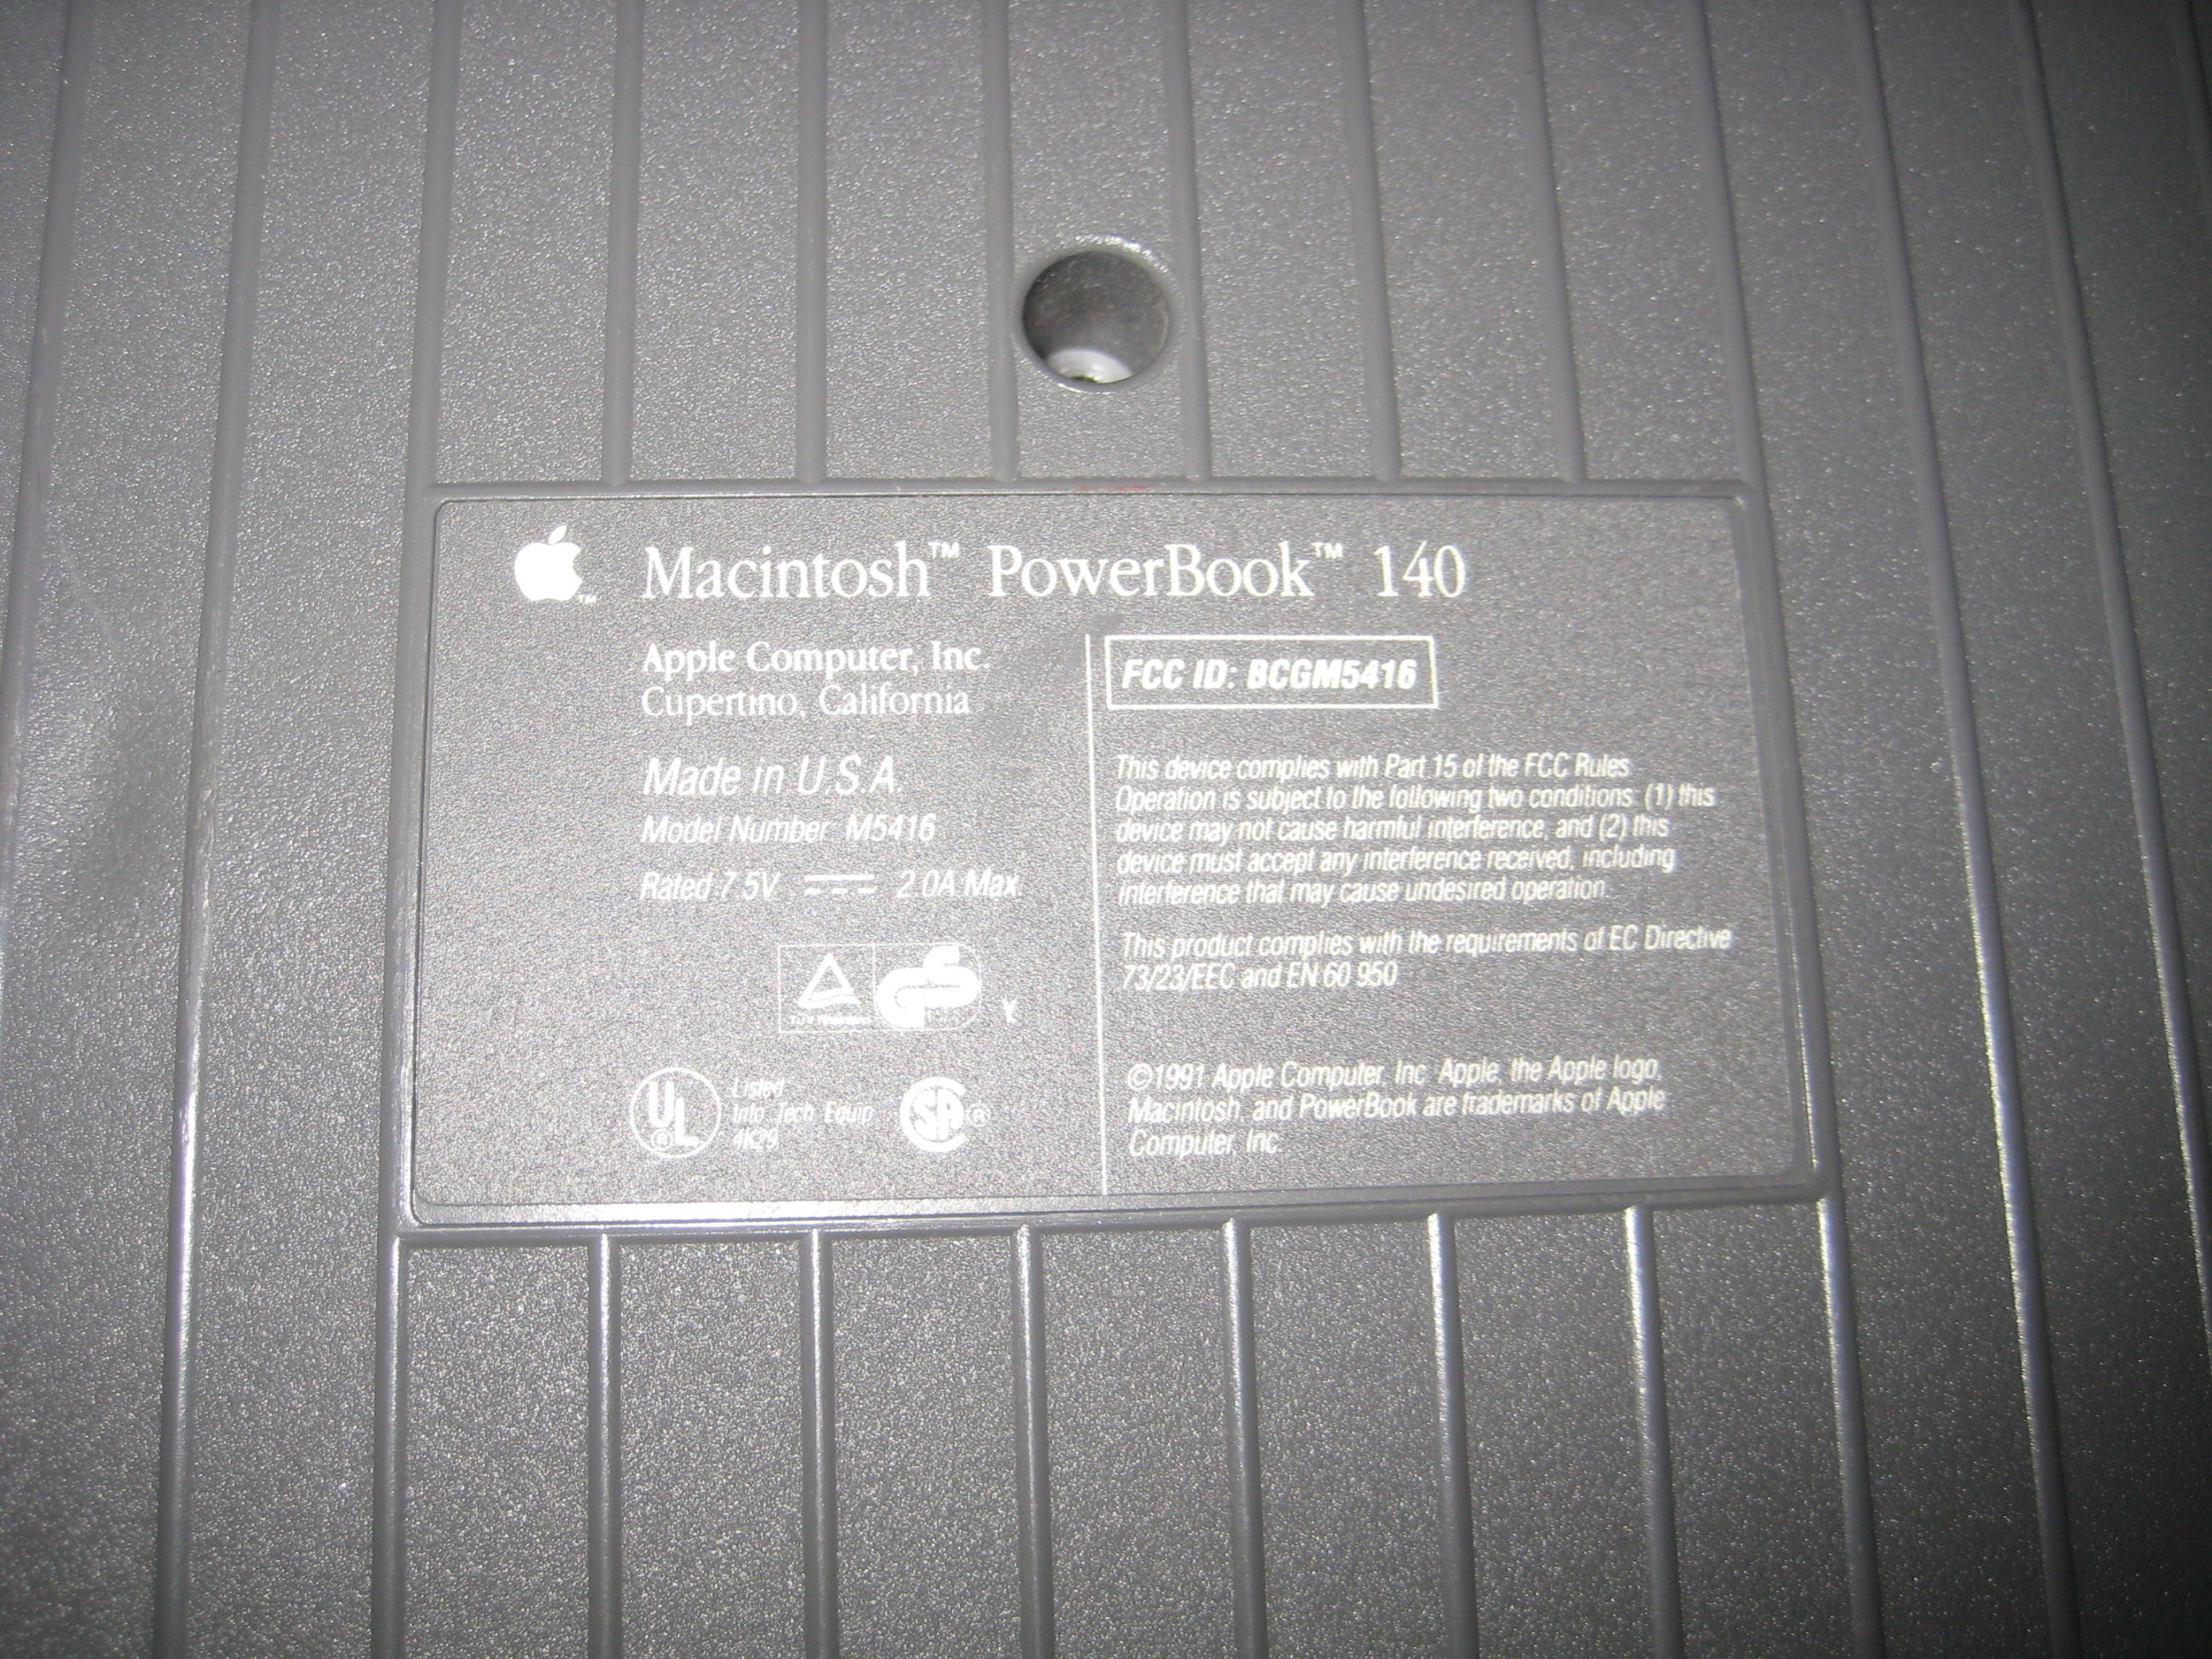 Macintosh™ PowerBook™ 140
Apple Computer, Inc.
Cupertino, California
Made in U.S.A.
Model Number: M5416
Rated 7.5V 2.0A Max.
UL
Listed
Info. Tech. Equip.
4K29
SA
FCC ID: BCGM5416
This device complies with Part 15 of the FCC Rules.
Operation is subject to the following two conditions: (1) this
device may not cause harmful interference, and (2) this
device must accept any interference received, including
interference that may cause undesired operation.
This product complies with the requirements of EC Directive
73/23/EEC and EN 60 950
©1991 Apple Computer, Inc. Apple, the Apple logo,
Macintosh, and PowerBook are trademarks of Apple
Computer, Inc.